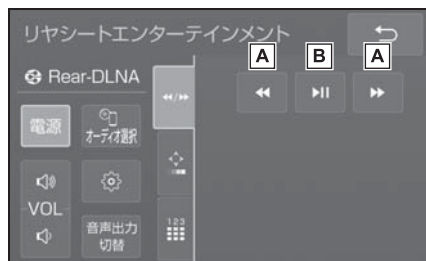 リヤシートエンターテインメント
A B A
Rear-DLNA
電源
オーディオ選択
VOL
音声出力
切替
123